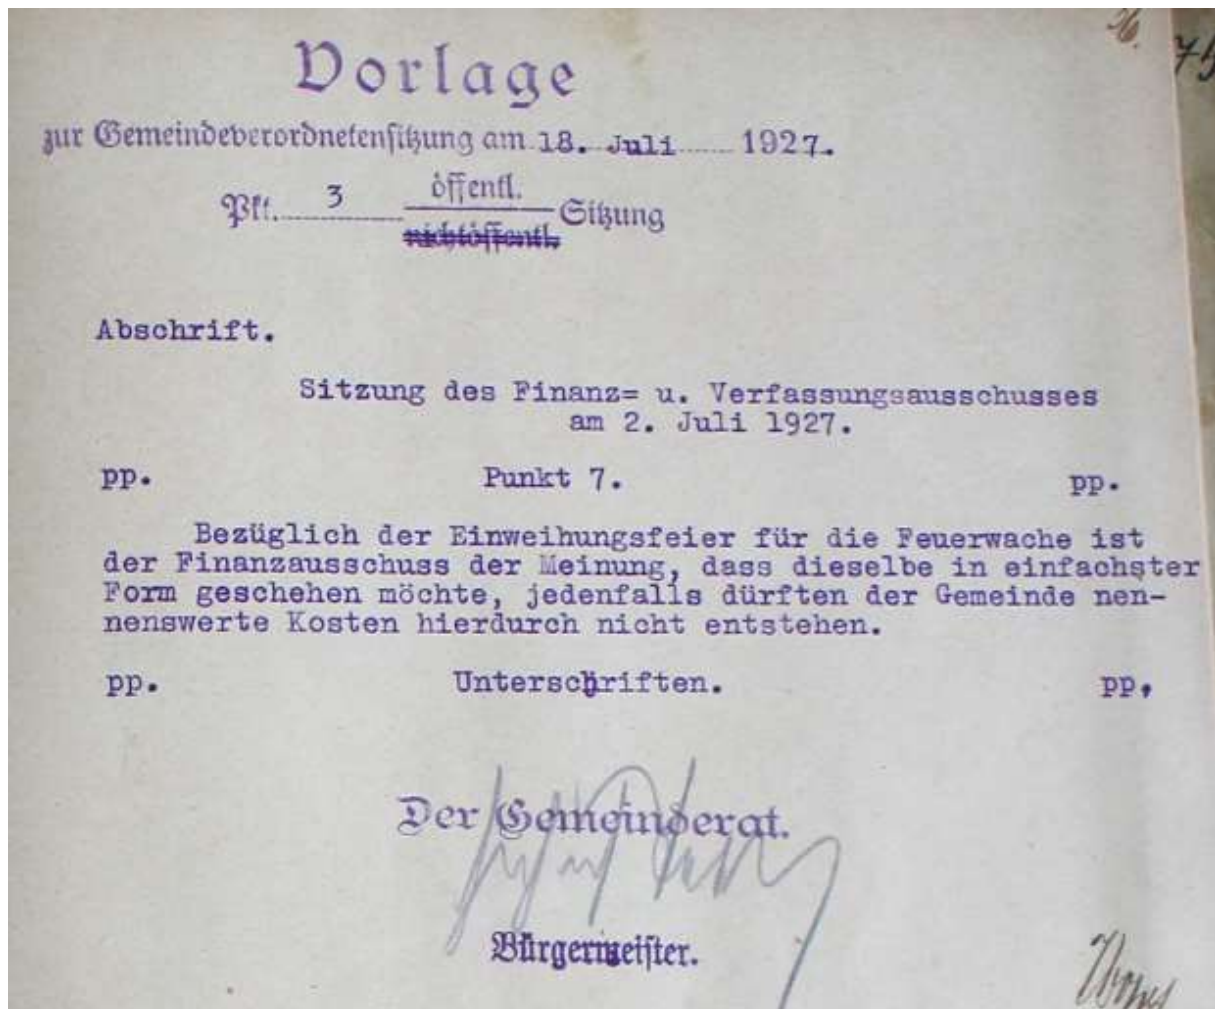 Vorlage
zur Gemeindeverordnetensitzung am 18. Juli 1927.
Pkt. 3 öffentl.
nichtöffentl. Sitzung
Abschrift.
Sitzung des Finanz= u. Verfassungsausschusses
am 2. Juli 1927.
pp. Punkt 7. pp.
Bezüglich der Einweihungsfeier für die Feuerwache ist
der Finanzausschuss der Meinung, dass dieselbe in einfachster
Form geschehen möchte, jedenfalls dürften der Gemeinde nen-
nenswerte Kosten hierdurch nicht entstehen.
pp. Unterschriften. pp.
Der Gemeinderat.
Bürgermeister.